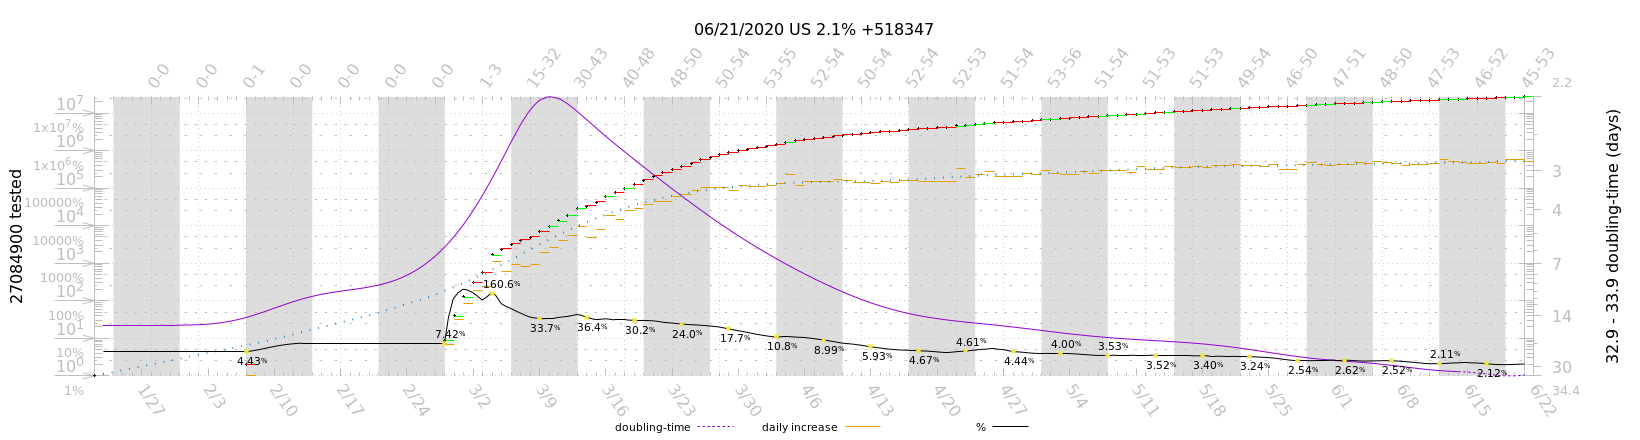 06/21/2020 US 2.1% +518347
0-0 0-0 0-1 0-0 0-0 0-0 0-0 1-3 15-32 30-43 40-48 48-50 50-54 53-55 52-54 50-54 52-54 52-53 51-54 53-56 51-54 51-53 51-53 49-54 46-50 47-51 48-50 47-53 46-52 45-53
27084900 tested
10⁷
1x10⁷%
10⁶
1x10⁶%
10⁵
100000%
10⁴
10000%
10³
1000%
10²
100%
10¹
10%
10⁰
1%
4.43% 7.42% 160.6% 33.7% 36.4% 30.2% 24.0% 17.7% 10.8% 8.99% 5.93% 4.67% 4.61% 4.44% 4.00% 3.53% 3.52% 3.40% 3.24% 2.54% 2.62% 2.52% 2.11% 2.12%
2.2
3
4
7
14
30
34.4
32.9 - 33.9 doubling-time (days)
1/27 2/3 2/10 2/17 2/24 3/2 3/9 3/16 3/23 3/30 4/6 4/13 4/20 4/27 5/4 5/11 5/18 5/25 6/1 6/8 6/15 6/22
doubling-time daily increase %